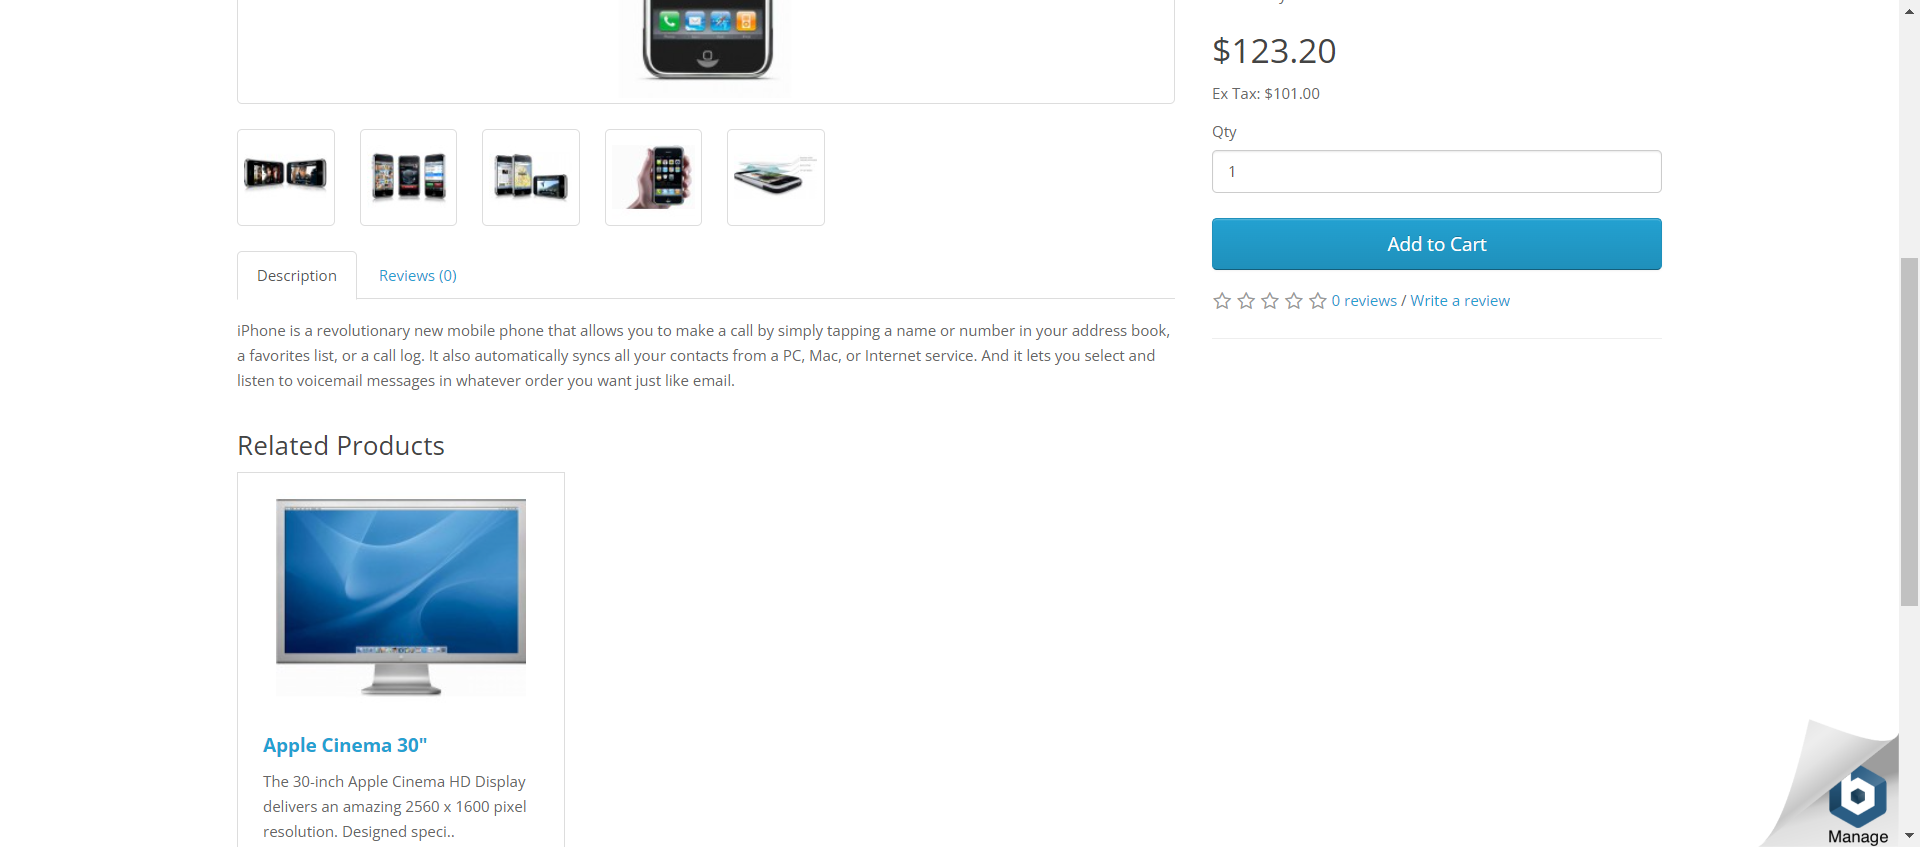 $123.20
Ex Tax: $101.00
Qty
1
Add to Cart
0 reviews / Write a review
Description
Reviews (0)
iPhone is a revolutionary new mobile phone that allows you to make a call by simply tapping a name or number in your address book,
a favorites list, or a call log. It also automatically syncs all your contacts from a PC, Mac, or Internet service. And it lets you select and
listen to voicemail messages in whatever order you want just like email.
Related Products
Apple Cinema 30"
The 30-inch Apple Cinema HD Display
delivers an amazing 2560 x 1600 pixel
resolution. Designed speci..
b
Manage